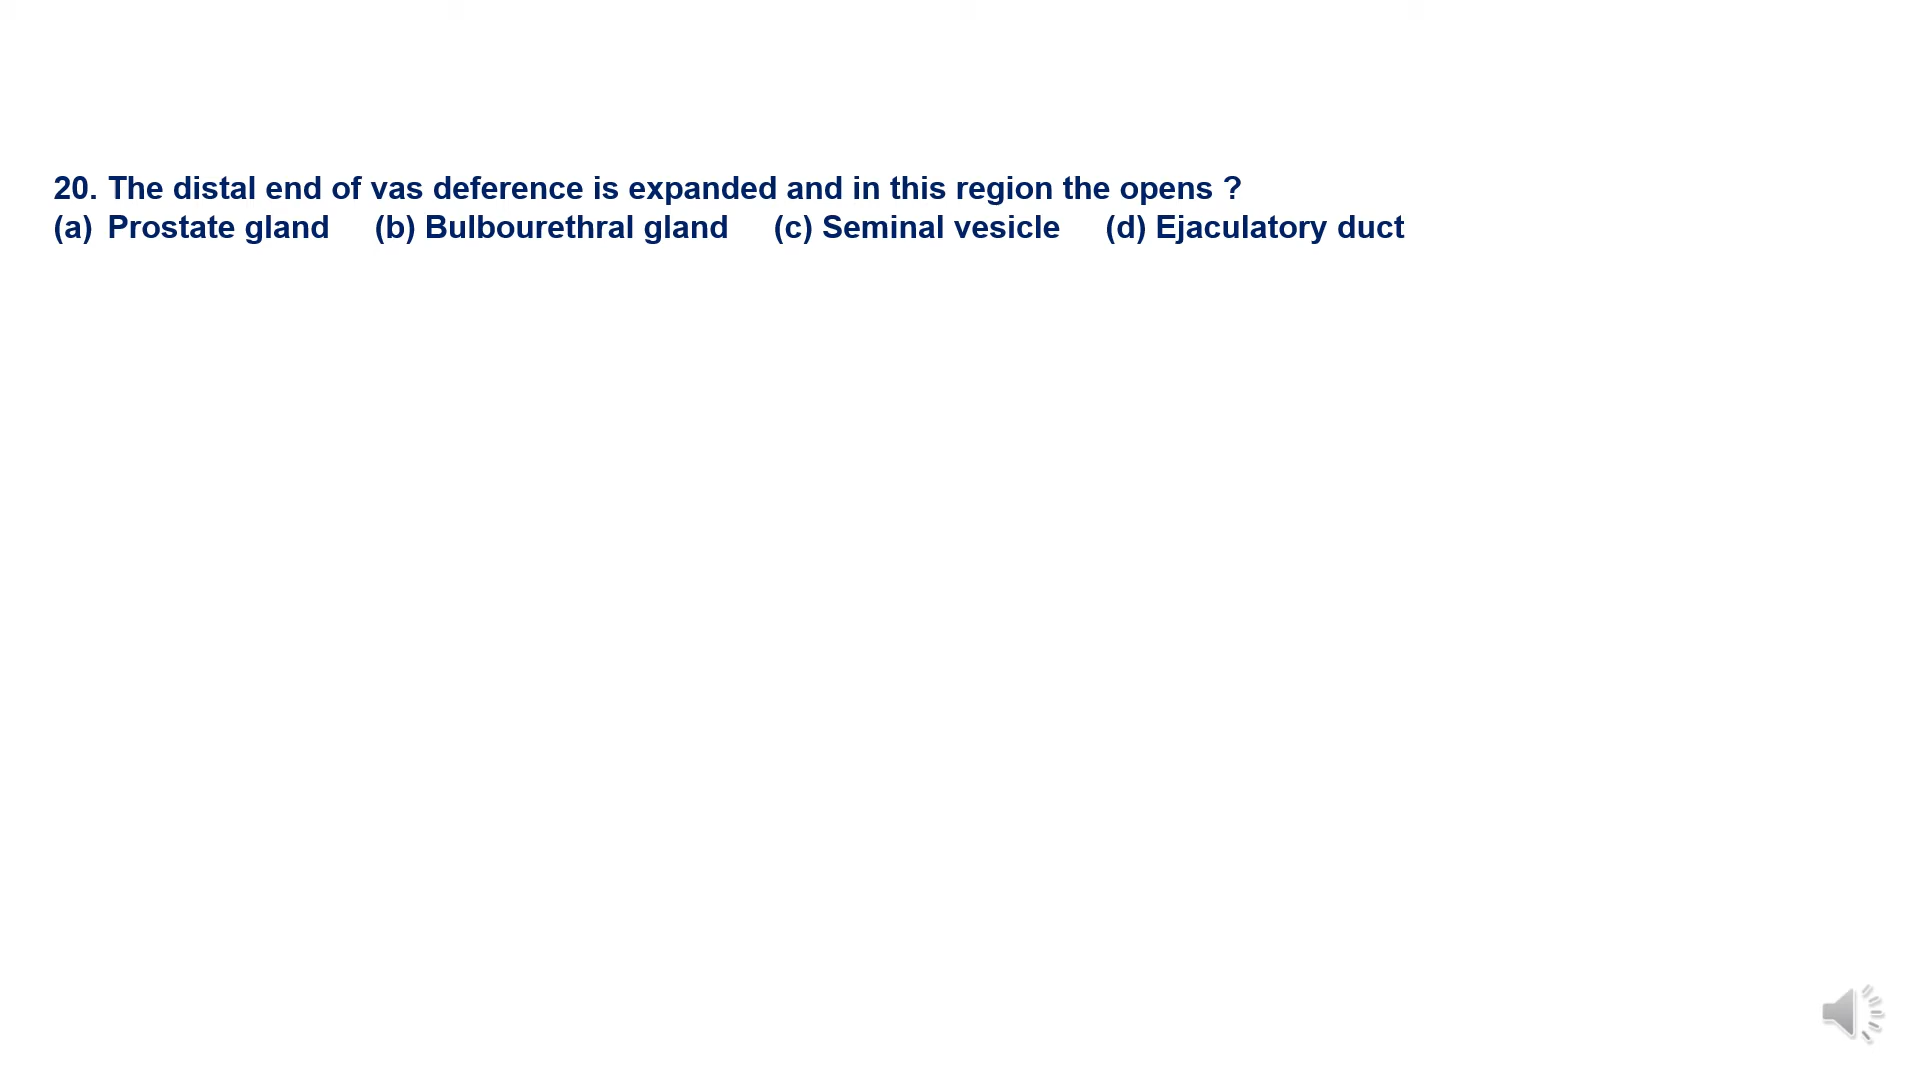 20. The distal end of vas deference is expanded and in this region the opens ?
(a) Prostate gland (b) Bulbourethral gland (c) Seminal vesicle (d) Ejaculatory duct